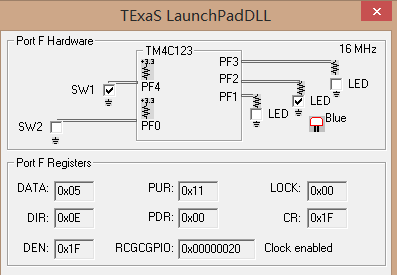 TExaS LaunchPadDLL
Port F Hardware
TM4C123
16 MHz
+3.3
PF3
SW1
PF4
PF2
LED
+3.3
PF1
LED
SW2
PF0
LED
Blue
Port F Registers
DATA: 0x05 PUR: 0x11 LOCK: 0x00
DIR: 0x0E PDR: 0x00 CR: 0x1F
DEN: 0x1F RCGCGPIO: 0x00000020 Clock enabled